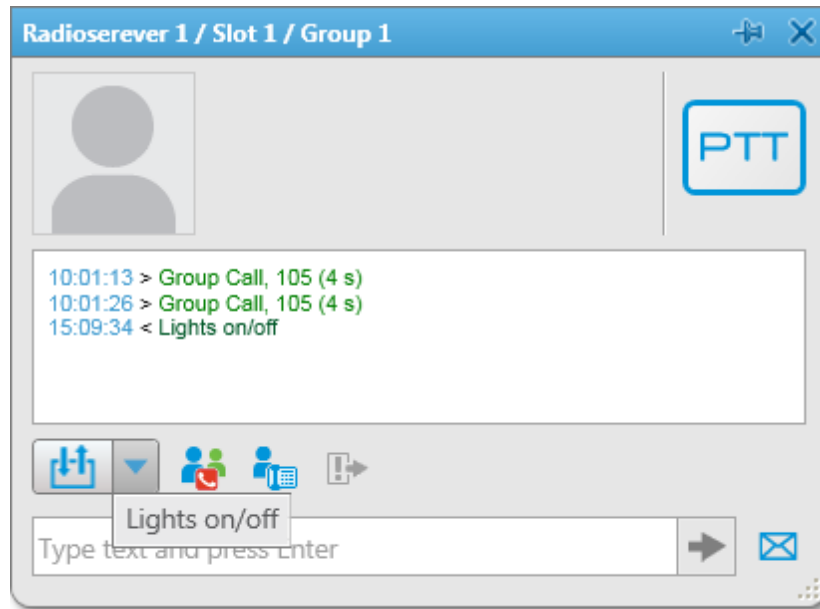 Radioserever 1 / Slot 1 / Group 1
PTT
10:01:13 > Group Call, 105 (4 s)
10:01:26 > Group Call, 105 (4 s)
15:09:34 < Lights on/off
Lights on/off
Type text and press Enter